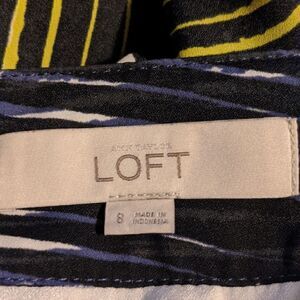 ANN TAYLOR
LOFT
8 MADE IN
INDONESIA